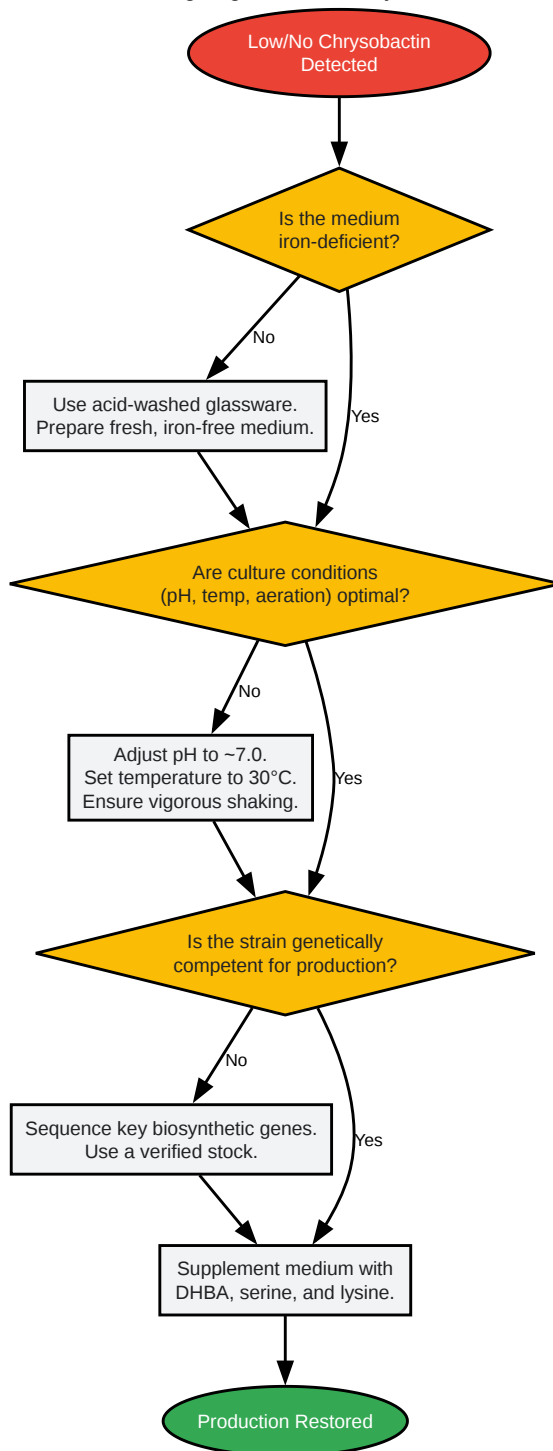 Low/No Chrysobactin
Detected
Is the medium
iron-deficient?
No
Yes
Use acid-washed glassware.
Prepare fresh, iron-free medium.
Are culture conditions
(pH, temp, aeration) optimal?
No
Yes
Adjust pH to ~7.0.
Set temperature to 30°C.
Ensure vigorous shaking.
Is the strain genetically
competent for production?
No
Yes
Sequence key biosynthetic genes.
Use a verified stock.
Supplement medium with
DHBA, serine, and lysine.
Production Restored